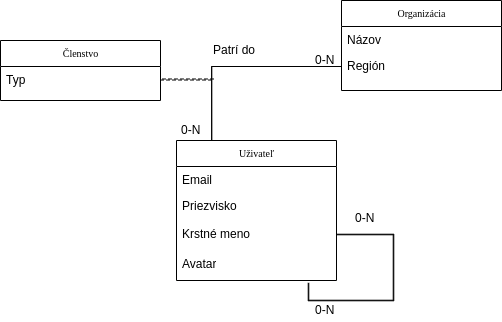 Organizácia
Názov
Región
Členstvo
Typ
Patrí do
0-N
0-N
Uživateľ
Email
Priezvisko
Krstné meno
Avatar
0-N
0-N